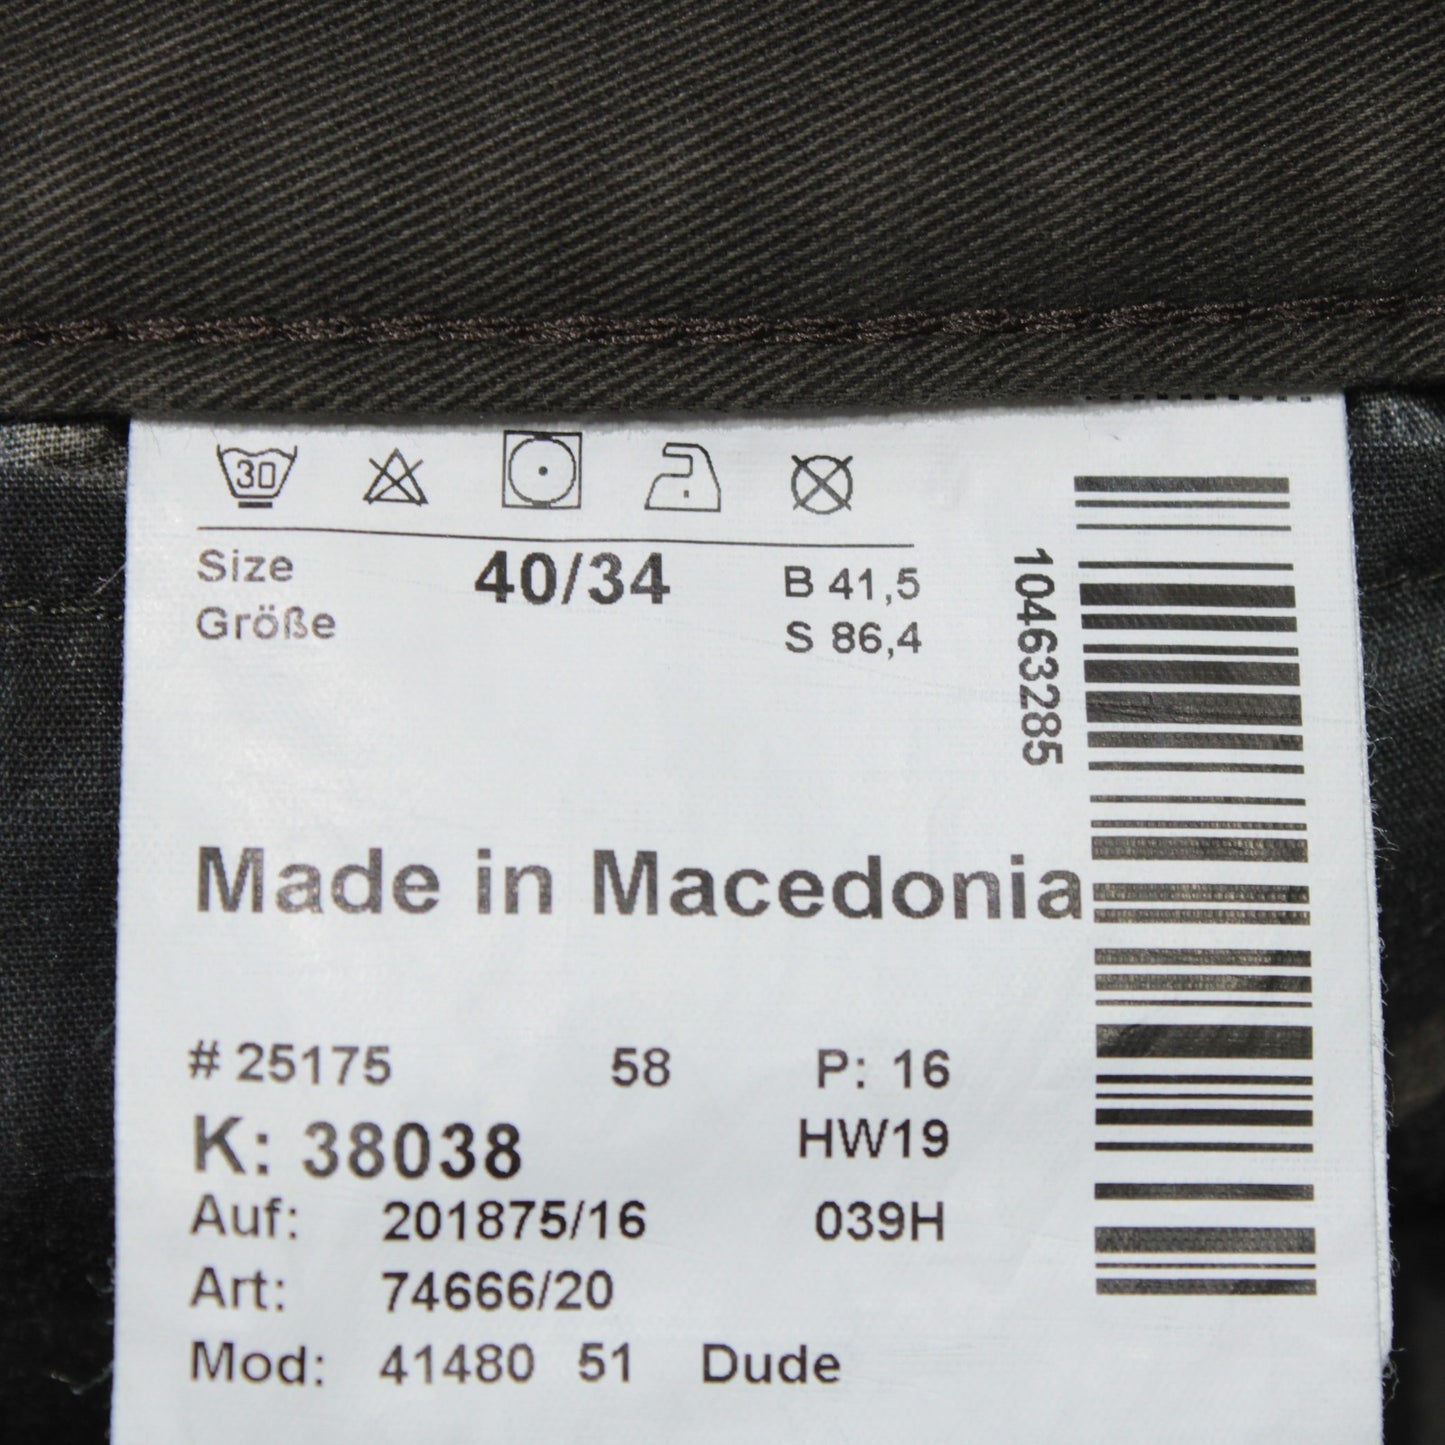 30
Size 40/34 B 41,5
Größe S 86,4
10463285
Made in Macedonia
# 25175 58 P: 16
K: 38038 HW19
Auf: 201875/16 039H
Art: 74666/20
Mod: 41480 51 Dude